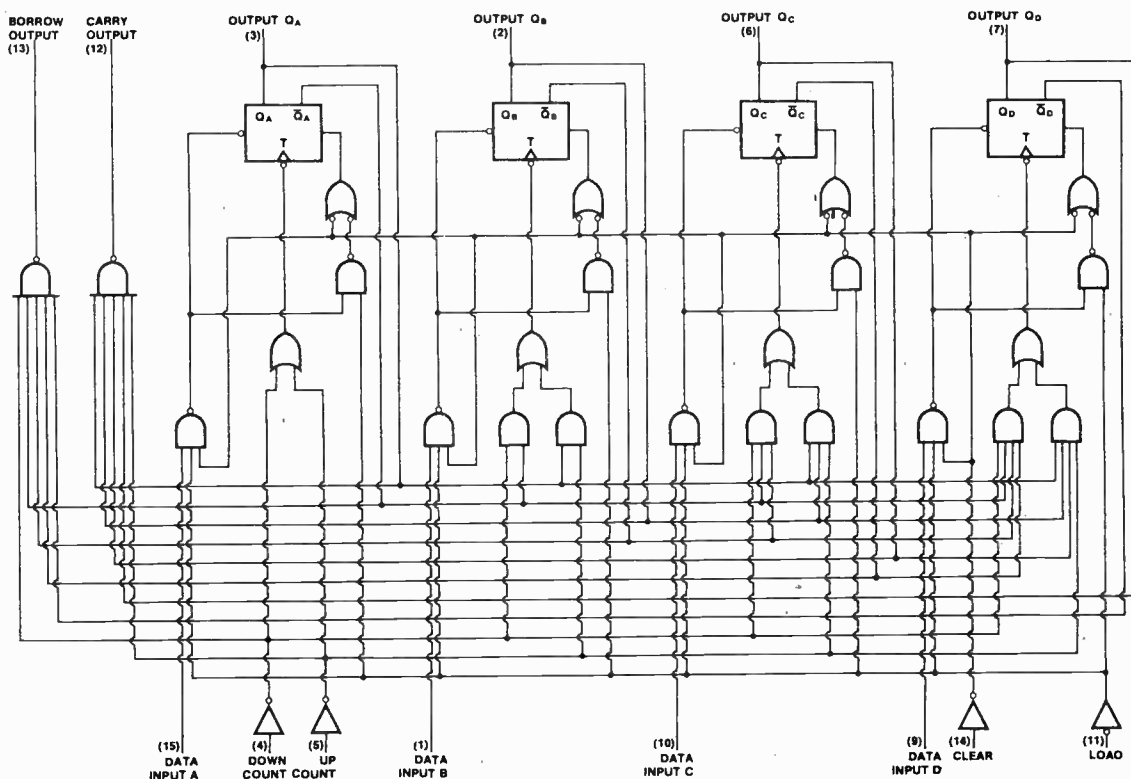 BORROW
OUTPUT
(13)
CARRY
OUTPUT
(12)
OUTPUT QA
(3)
OUTPUT QB
(2)
OUTPUT QC
(6)
OUTPUT QD
(7)
QA Q̄A
T
QB Q̄B
T
QC Q̄C
T
QD Q̄D
T
(15)
DATA
INPUT A
(4)
DOWN
COUNT
(5)
UP
COUNT
(1)
DATA
INPUT B
(10)
DATA
INPUT C
(9)
DATA
INPUT D
(14)
CLEAR
(11)
LOAD